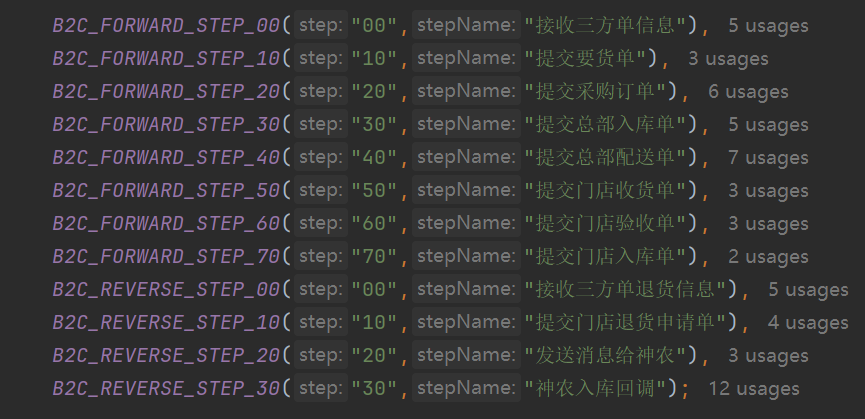 B2C_FORWARD_STEP_00( step: "00", stepName: "接收三方单信息"), 5 usages
B2C_FORWARD_STEP_10( step: "10", stepName: "提交要货单"), 3 usages
B2C_FORWARD_STEP_20( step: "20", stepName: "提交采购订单"), 6 usages
B2C_FORWARD_STEP_30( step: "30", stepName: "提交总部入库单"), 5 usages
B2C_FORWARD_STEP_40( step: "40", stepName: "提交总部配送单"), 7 usages
B2C_FORWARD_STEP_50( step: "50", stepName: "提交门店收货单"), 3 usages
B2C_FORWARD_STEP_60( step: "60", stepName: "提交门店验收单"), 3 usages
B2C_FORWARD_STEP_70( step: "70", stepName: "提交门店入库单"), 2 usages
B2C_REVERSE_STEP_00( step: "00", stepName: "接收三方单退货信息"), 5 usages
B2C_REVERSE_STEP_10( step: "10", stepName: "提交门店退货申请单"), 4 usages
B2C_REVERSE_STEP_20( step: "20", stepName: "发送消息给神农"), 3 usages
B2C_REVERSE_STEP_30( step: "30", stepName: "神农入库回调"); 12 usages